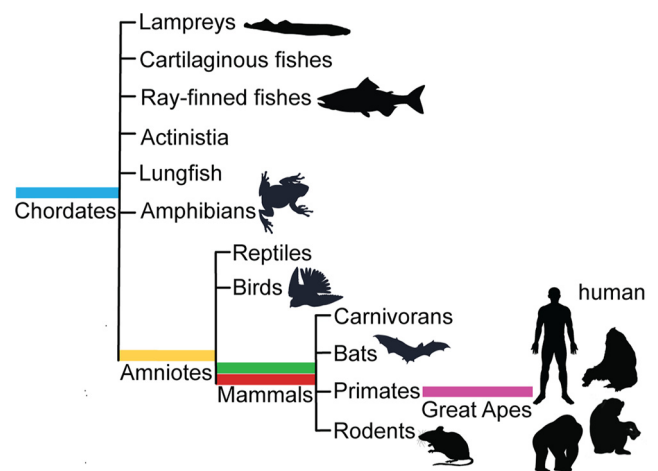 Lampreys
Cartilaginous fishes
Ray-finned fishes
Actinistia
Lungfish
Chordates
Amphibians
Reptiles
Birds
human
Carnivorans
Bats
Amniotes
Mammals
Primates
Great Apes
Rodents